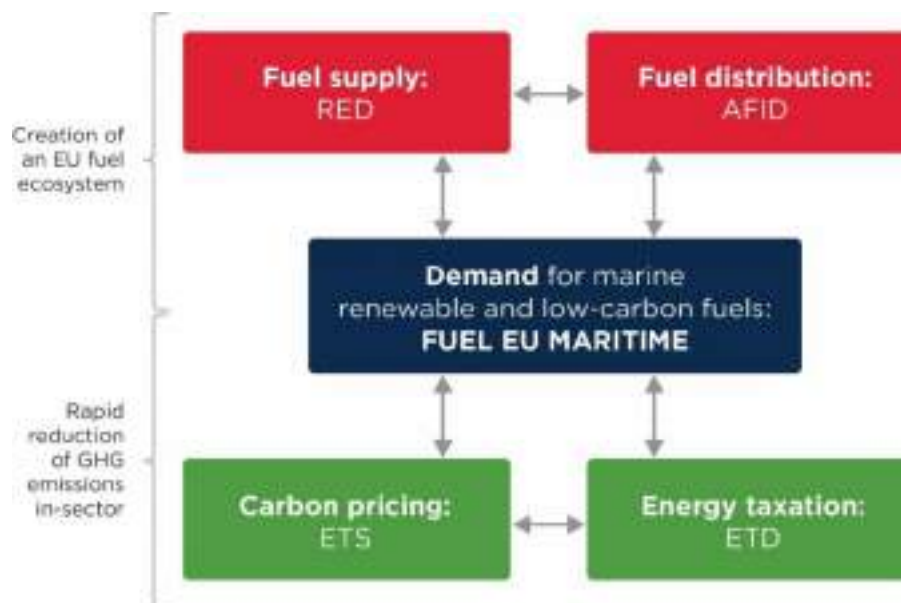 Fuel supply:
RED
Fuel distribution:
AFID
Creation of
an EU fuel
ecosystem
Demand for marine
renewable and low-carbon fuels:
FUEL EU MARITIME
Rapid
reduction
of GHG
emissions
in-sector
Carbon pricing:
ETS
Energy taxation:
ETD